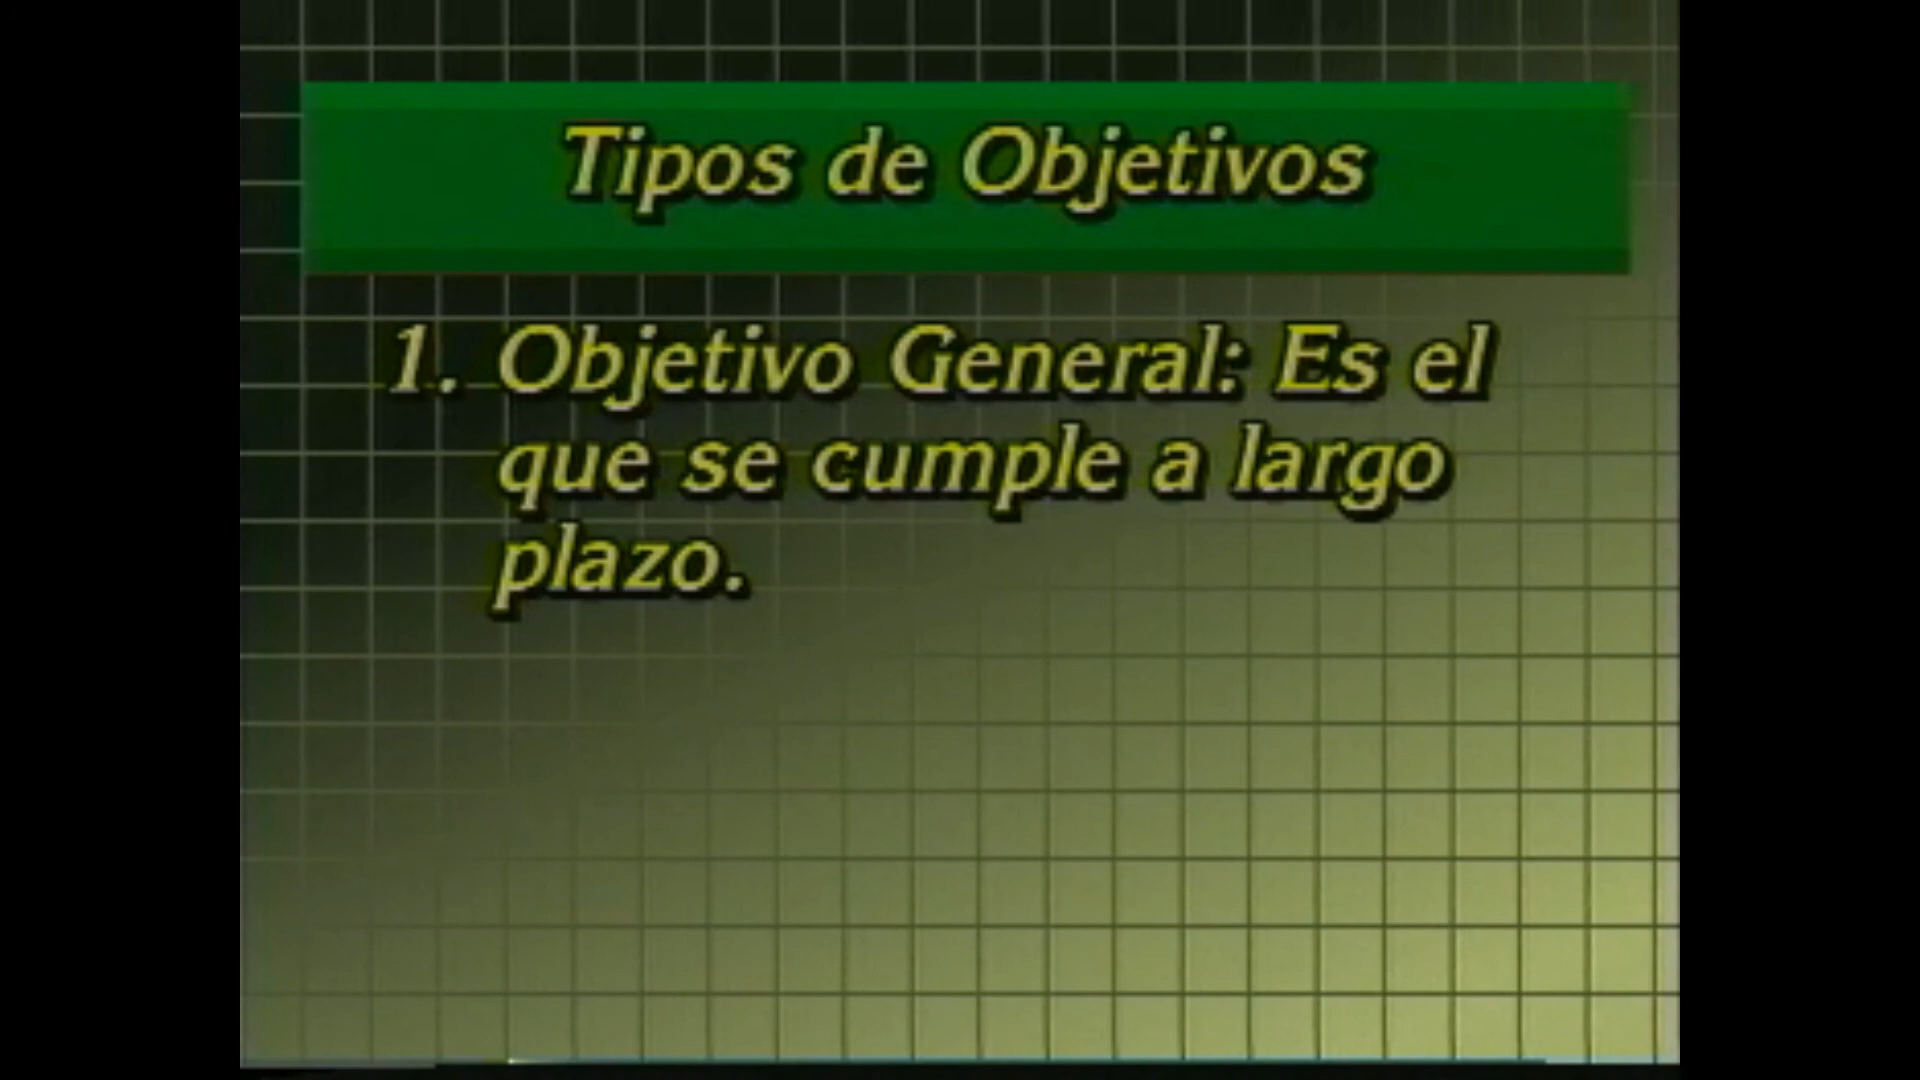 Tipos de Objetivos
1. Objetivo General: Es el
que se cumple a largo
plazo.